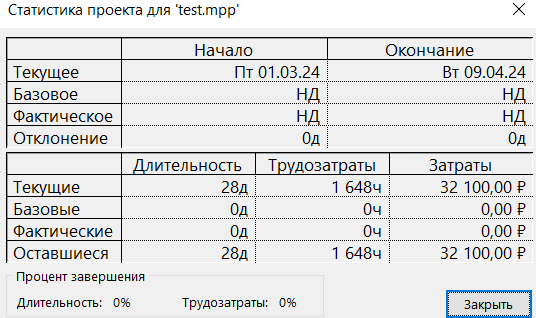 Статистика проекта для 'test.mpp'
Начало Окончание
Текущее Пт 01.03.24 Вт 09.04.24
Базовое НД НД
Фактическое НД НД
Отклонение 0д 0д
Длительность Трудозатраты Затраты
Текущие 28д 1 648ч 32 100,00 ₽
Базовые 0д 0ч 0,00 ₽
Фактические 0д 0ч 0,00 ₽
Оставшиеся 28д 1 648ч 32 100,00 ₽
Процент завершения
Длительность: 0% Трудозатраты: 0%
Закрыть